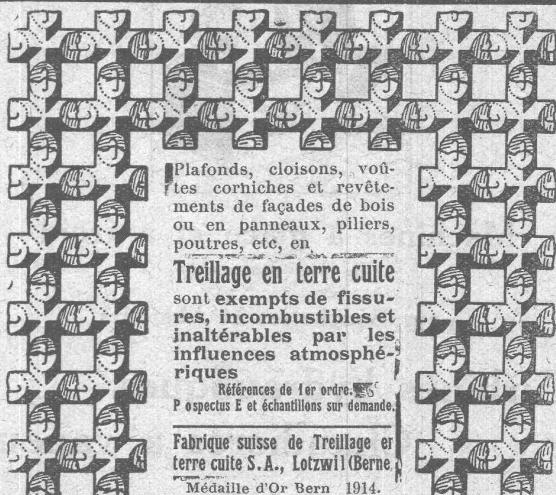 Plafonds, cloisons, voû-
tes corniches et revête-
ments de façades de bois
ou en panneaux, piliers,
poutres, etc, en
Treillage en terre cuite
sont exempts de fissu-
res, incombustibles et
inaltérables par les
influences atmosphé-
riques
Références de 1er ordre.
P ospectus E et échantillons sur demande.
Fabrique suisse de Treillage en
terre cuite S.A., Lotzwil (Berne.
Médaille d'Or Bern 1914.